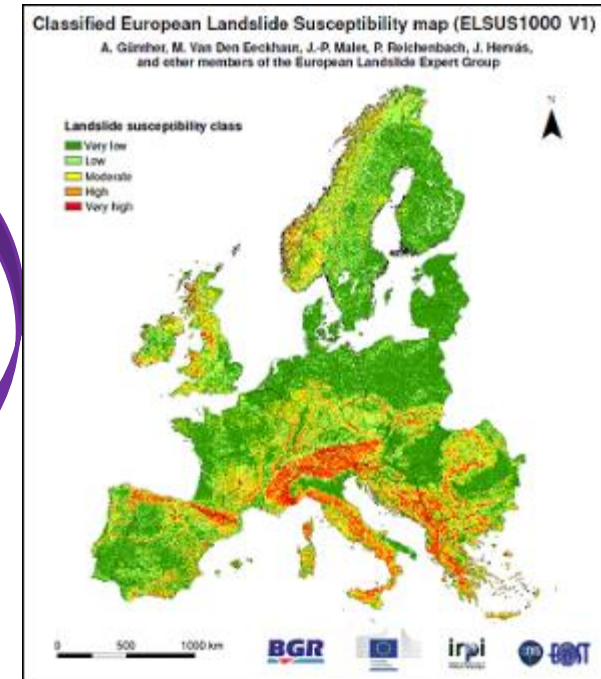 Classified European Landslide Susceptibility map (ELSUS1000 V1)
A. Günther, M. Van Den Eeckhaut, J.-P. Malet, P. Reichenbach, J. Hervás,
and other members of the European Landslide Expert Group
N
Landslide susceptibility class
Very low
Low
Moderate
High
Very high
0 500 1000 km
BGR
irpi